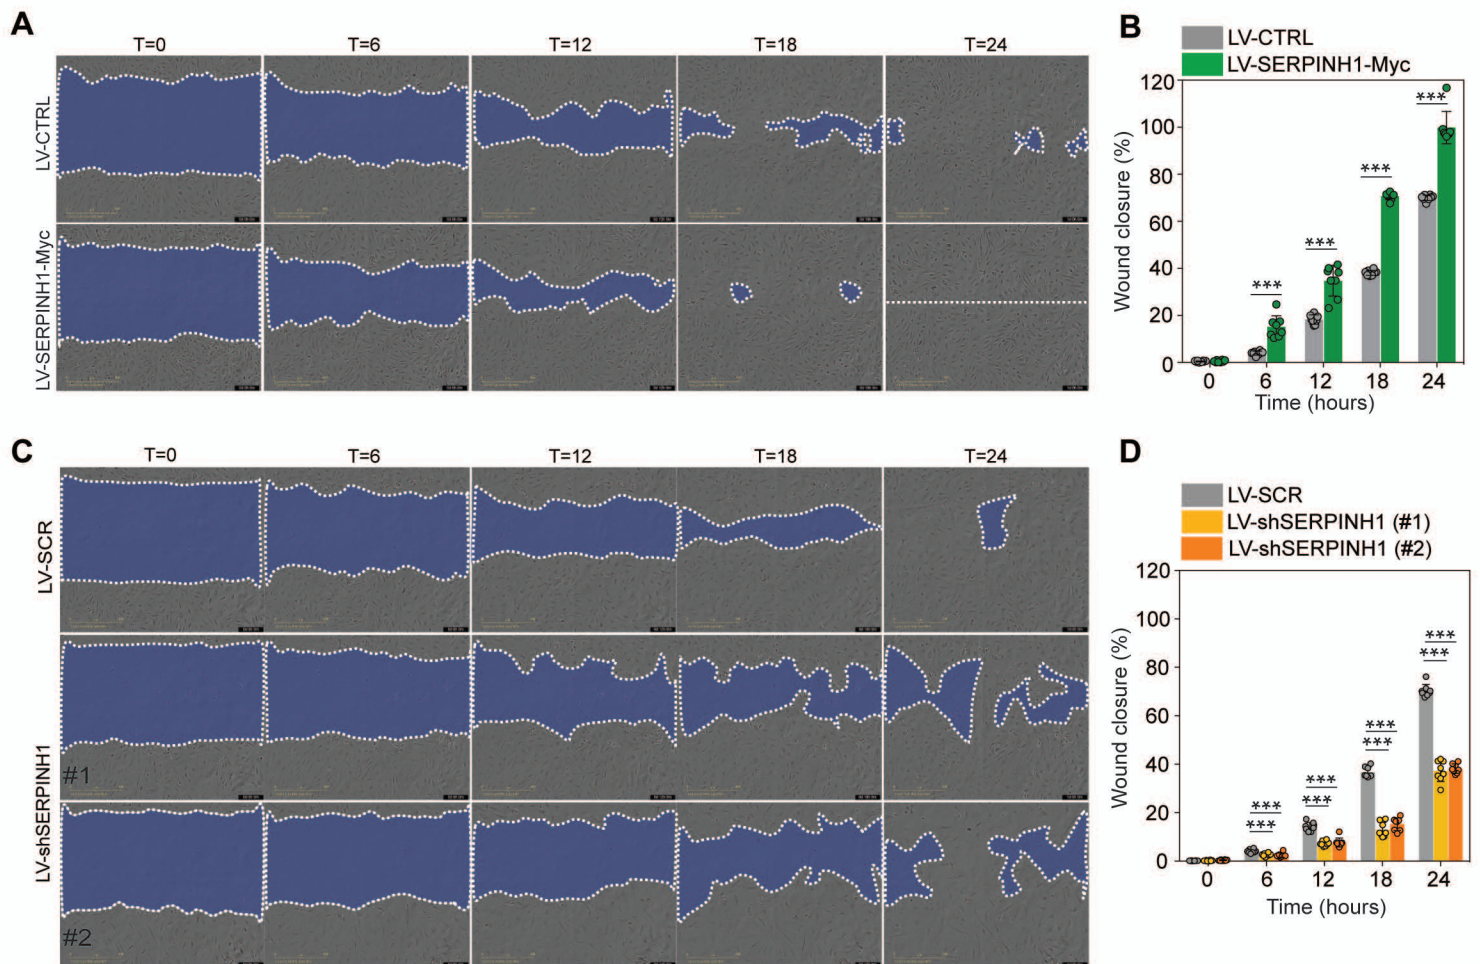 A
T=0 T=6 T=12 T=18 T=24
LV-CTRL
LV-SERPINH1-Myc
B
LV-CTRL
LV-SERPINH1-Myc
Wound closure (%)
120
100
80
60
40
20
0
*** *** *** *** ***
0 6 12 18 24
Time (hours)
C
T=0 T=6 T=12 T=18 T=24
LV-SCR
LV-shSERPINH1
#1
#2
D
LV-SCR
LV-shSERPINH1 (#1)
LV-shSERPINH1 (#2)
Wound closure (%)
120
100
80
60
40
20
0
*** *** *** ***
*** *** *** ***
0 6 12 18 24
Time (hours)